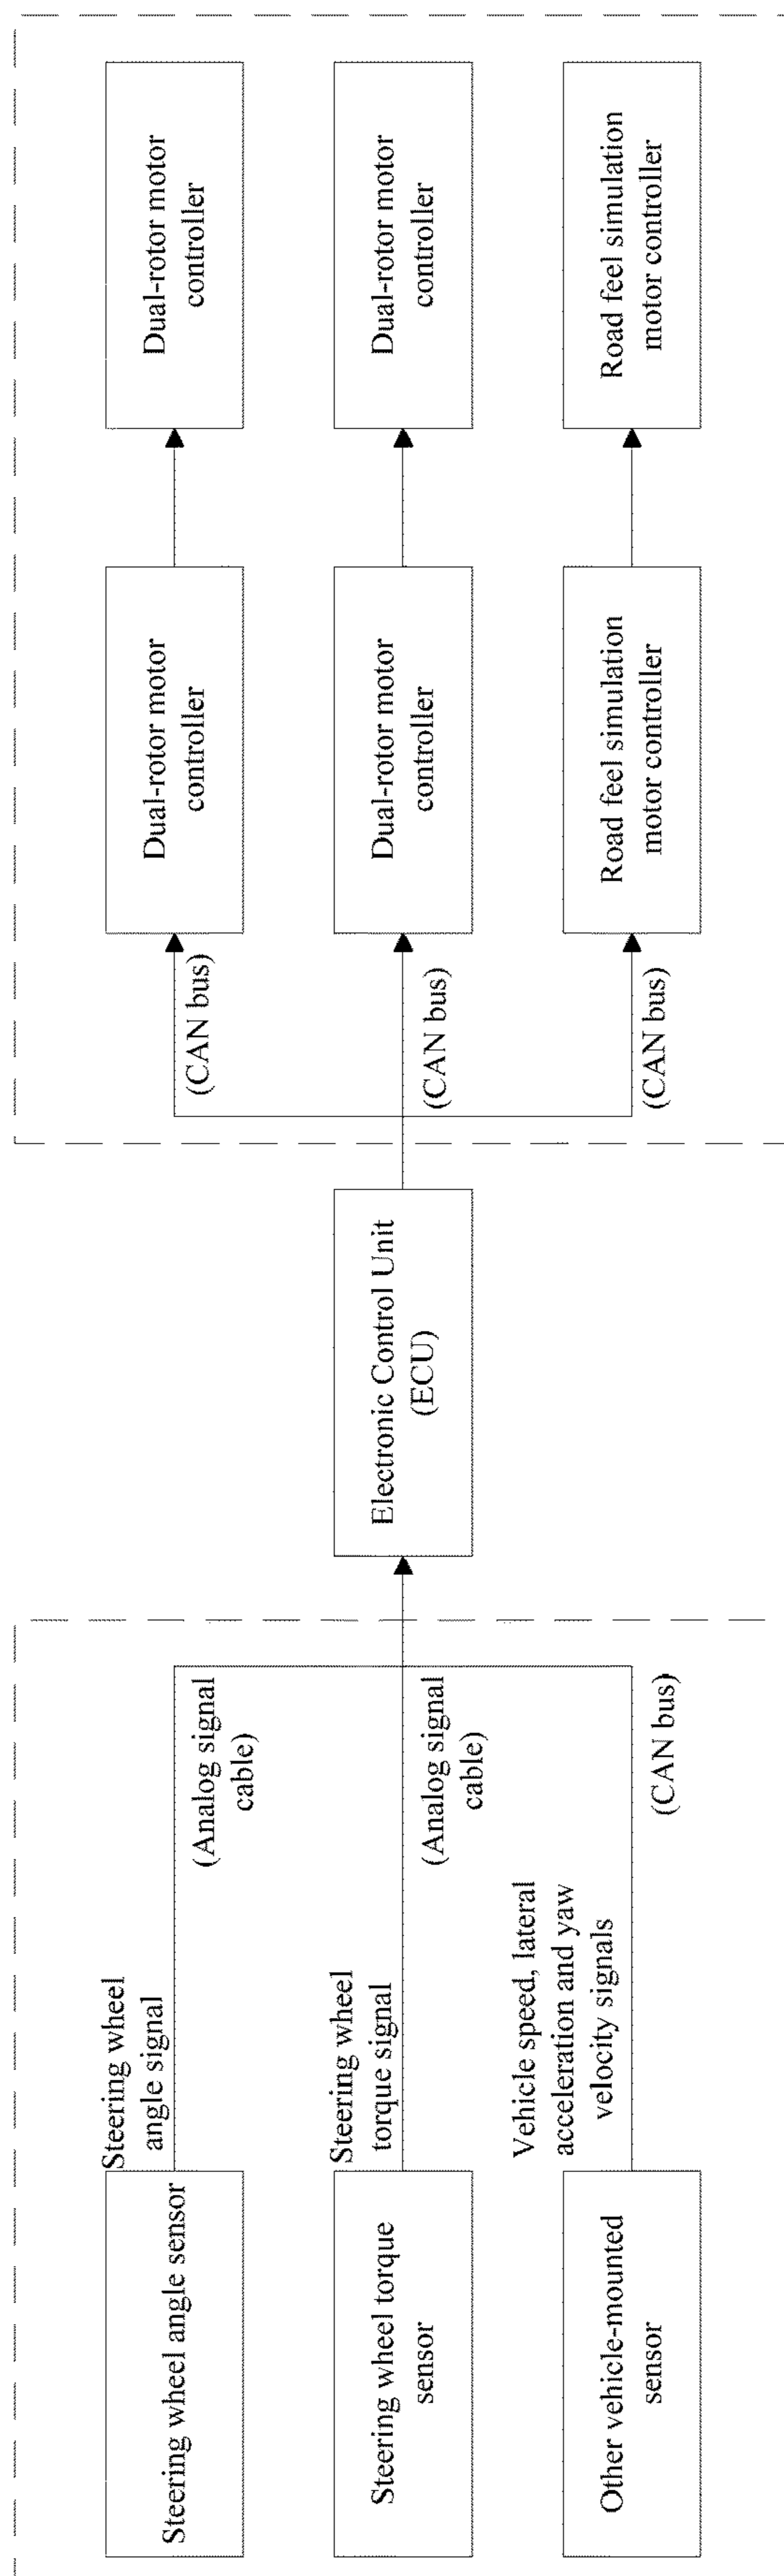 Steering wheel angle sensor
Steering wheel
angle signal
(Analog signal
cable)
Steering wheel torque
sensor
Steering wheel
torque signal
(Analog signal
cable)
Other vehicle-mounted
sensor
Vehicle speed, lateral
acceleration and yaw
velocity signals
(CAN bus)
Electronic Control Unit
(ECU)
(CAN bus)
Dual-rotor motor
controller
Dual-rotor motor
controller
(CAN bus)
Dual-rotor motor
controller
Dual-rotor motor
controller
(CAN bus)
Road feel simulation
motor controller
Road feel simulation
motor controller